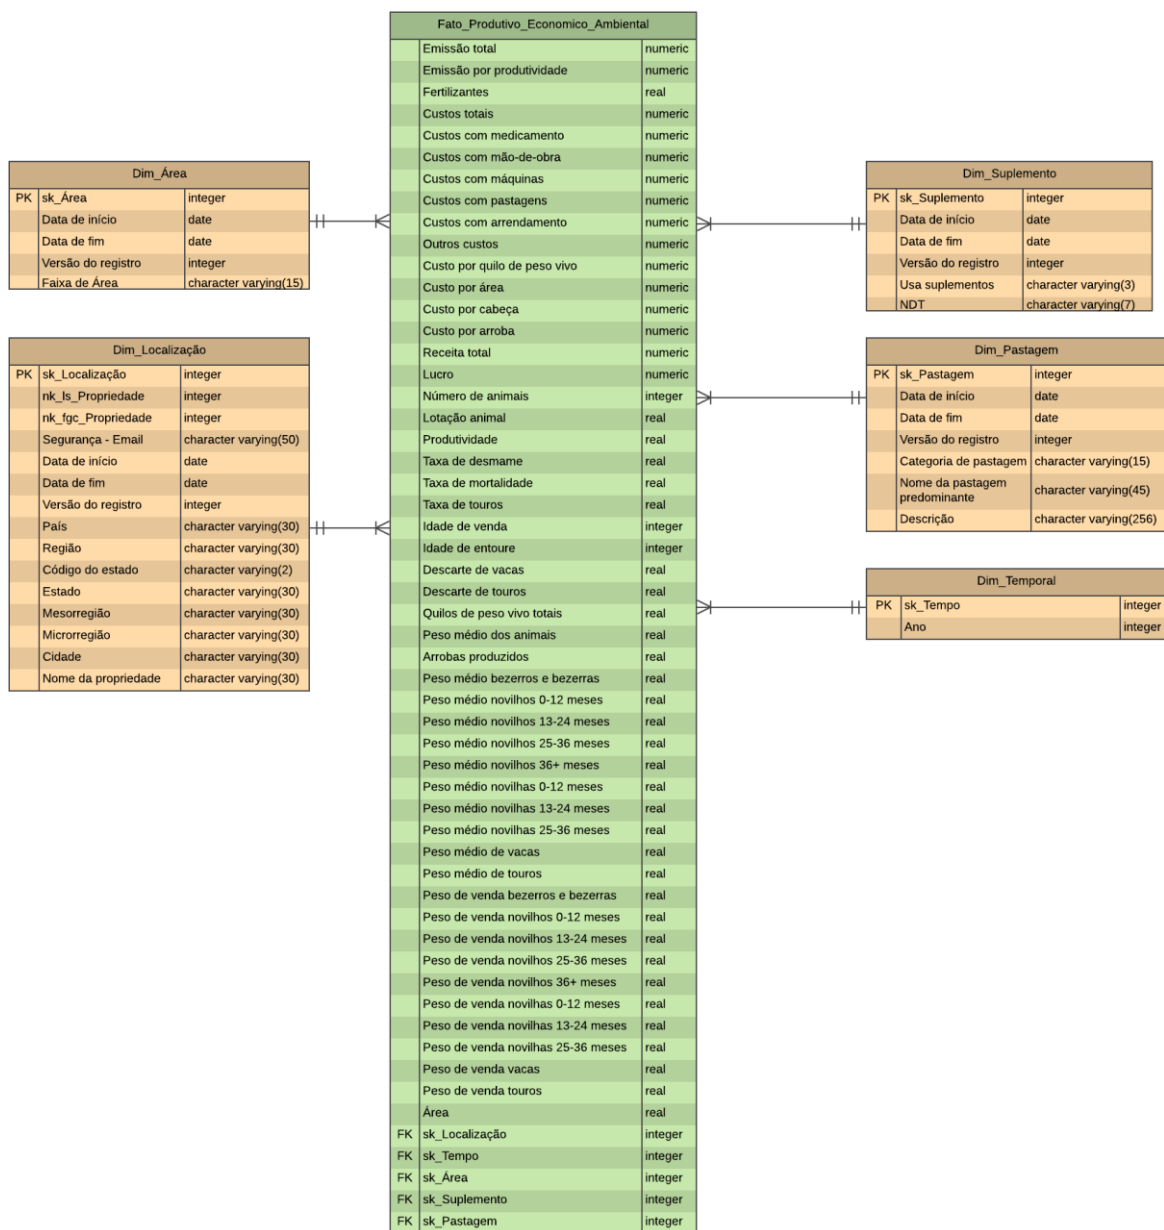 Fato_Produtivo_Economico_Ambiental
Emissão total numeric
Emissão por produtividade numeric
Fertilizantes real
Custos totais numeric
Custos com medicamento numeric
Custos com mão-de-obra numeric
Custos com máquinas numeric
Custos com pastagens numeric
Custos com arrendamento numeric
Outros custos numeric
Custo por quilo de peso vivo numeric
Custo por área numeric
Custo por cabeça numeric
Custo por arroba numeric
Receita total numeric
Lucro numeric
Número de animais integer
Lotação animal real
Produtividade real
Taxa de desmame real
Taxa de mortalidade real
Taxa de touros real
Idade de venda integer
Idade de entoure integer
Descarte de vacas real
Descarte de touros real
Quilos de peso vivo totais real
Peso médio dos animais real
Arrobas produzidos real
Peso médio bezerros e bezerras real
Peso médio novilhos 0-12 meses real
Peso médio novilhos 13-24 meses real
Peso médio novilhos 25-36 meses real
Peso médio novilhos 36+ meses real
Peso médio novilhas 0-12 meses real
Peso médio novilhas 13-24 meses real
Peso médio novilhas 25-36 meses real
Peso médio de vacas real
Peso médio de touros real
Peso de venda bezerros e bezerras real
Peso de venda novilhos 0-12 meses real
Peso de venda novilhos 13-24 meses real
Peso de venda novilhos 25-36 meses real
Peso de venda novilhos 36+ meses real
Peso de venda novilhas 0-12 meses real
Peso de venda novilhas 13-24 meses real
Peso de venda novilhas 25-36 meses real
Peso de venda vacas real
Peso de venda touros real
Área real
FK sk_Localização integer
FK sk_Tempo integer
FK sk_Área integer
FK sk_Suplemento integer
FK sk_Pastagem integer
Dim_Área
PK sk_Área integer
Data de início date
Data de fim date
Versão do registro integer
Faixa de Área character varying(15)
Dim_Localização
PK sk_Localização integer
nk_ls_Propriedade integer
nk_fgc_Propriedade integer
Segurança - Email character varying(50)
Data de início date
Data de fim date
Versão do registro integer
País character varying(30)
Região character varying(30)
Código do estado character varying(2)
Estado character varying(30)
Mesorregião character varying(30)
Microrregião character varying(30)
Cidade character varying(30)
Nome da propriedade character varying(30)
Dim_Suplemento
PK sk_Suplemento integer
Data de início date
Data de fim date
Versão do registro integer
Usa suplementos character varying(3)
NDT character varying(7)
Dim_Pastagem
PK sk_Pastagem integer
Data de início date
Data de fim date
Versão do registro integer
Categoria de pastagem character varying(15)
Nome da pastagem
predominante character varying(45)
Descrição character varying(256)
Dim_Temporal
PK sk_Tempo integer
Ano integer